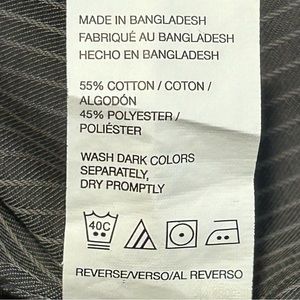 MADE IN BANGLADESH
FABRIQUÉ AU BANGLADESH
HECHO EN BANGLADESH
55% COTTON / COTON /
ALGODÓN
45% POLYESTER /
POLIÉSTER
WASH DARK COLORS
SEPARATELY,
DRY PROMPTLY
40C
REVERSE/VERSO/AL REVERSO